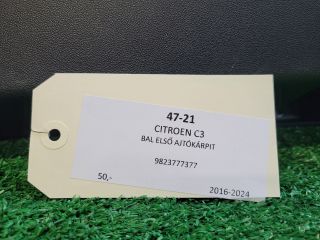 47-21
CITROEN C3
BAL ELSŐ AJTÓKÁRPIT
9823777377
50,-
2016-2024